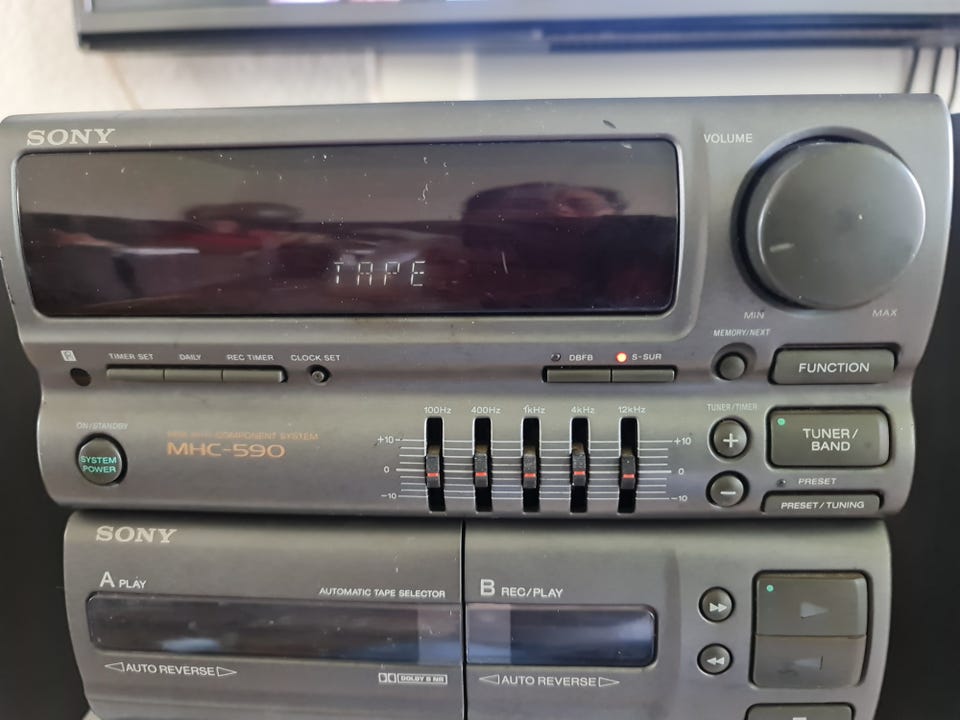 SONY
VOLUME
TAPE
MIN MAX
MEMORY/NEXT
TIMER SET DAILY REC TIMER CLOCK SET DBFB S-SUR
FUNCTION
TUNER/TIMER
100Hz 400Hz 1kHz 4kHz 12kHz
ON/STANDBY
SYSTEM
POWER
COMPONENT SYSTEM
MHC-590
+10 +10
0 0
-10 -10
+
−
TUNER/
BAND
PRESET
PRESET/TUNING
SONY
A PLAY
AUTOMATIC TAPE SELECTOR
B REC/PLAY
AUTO REVERSE
DOLBY B NR
AUTO REVERSE